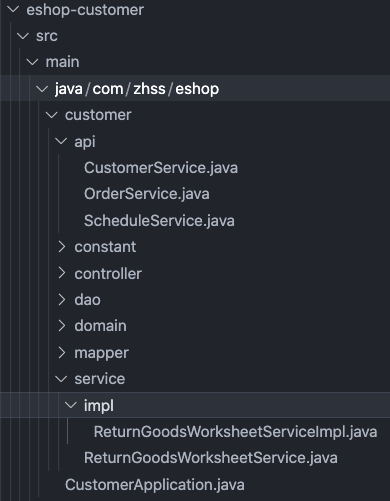 eshop-customer
src
main
java/com/zhss/eshop
customer
api
CustomerService.java
OrderService.java
ScheduleService.java
constant
controller
dao
domain
mapper
service
impl
ReturnGoodsWorksheetServiceImpl.java
ReturnGoodsWorksheetService.java
CustomerApplication.java